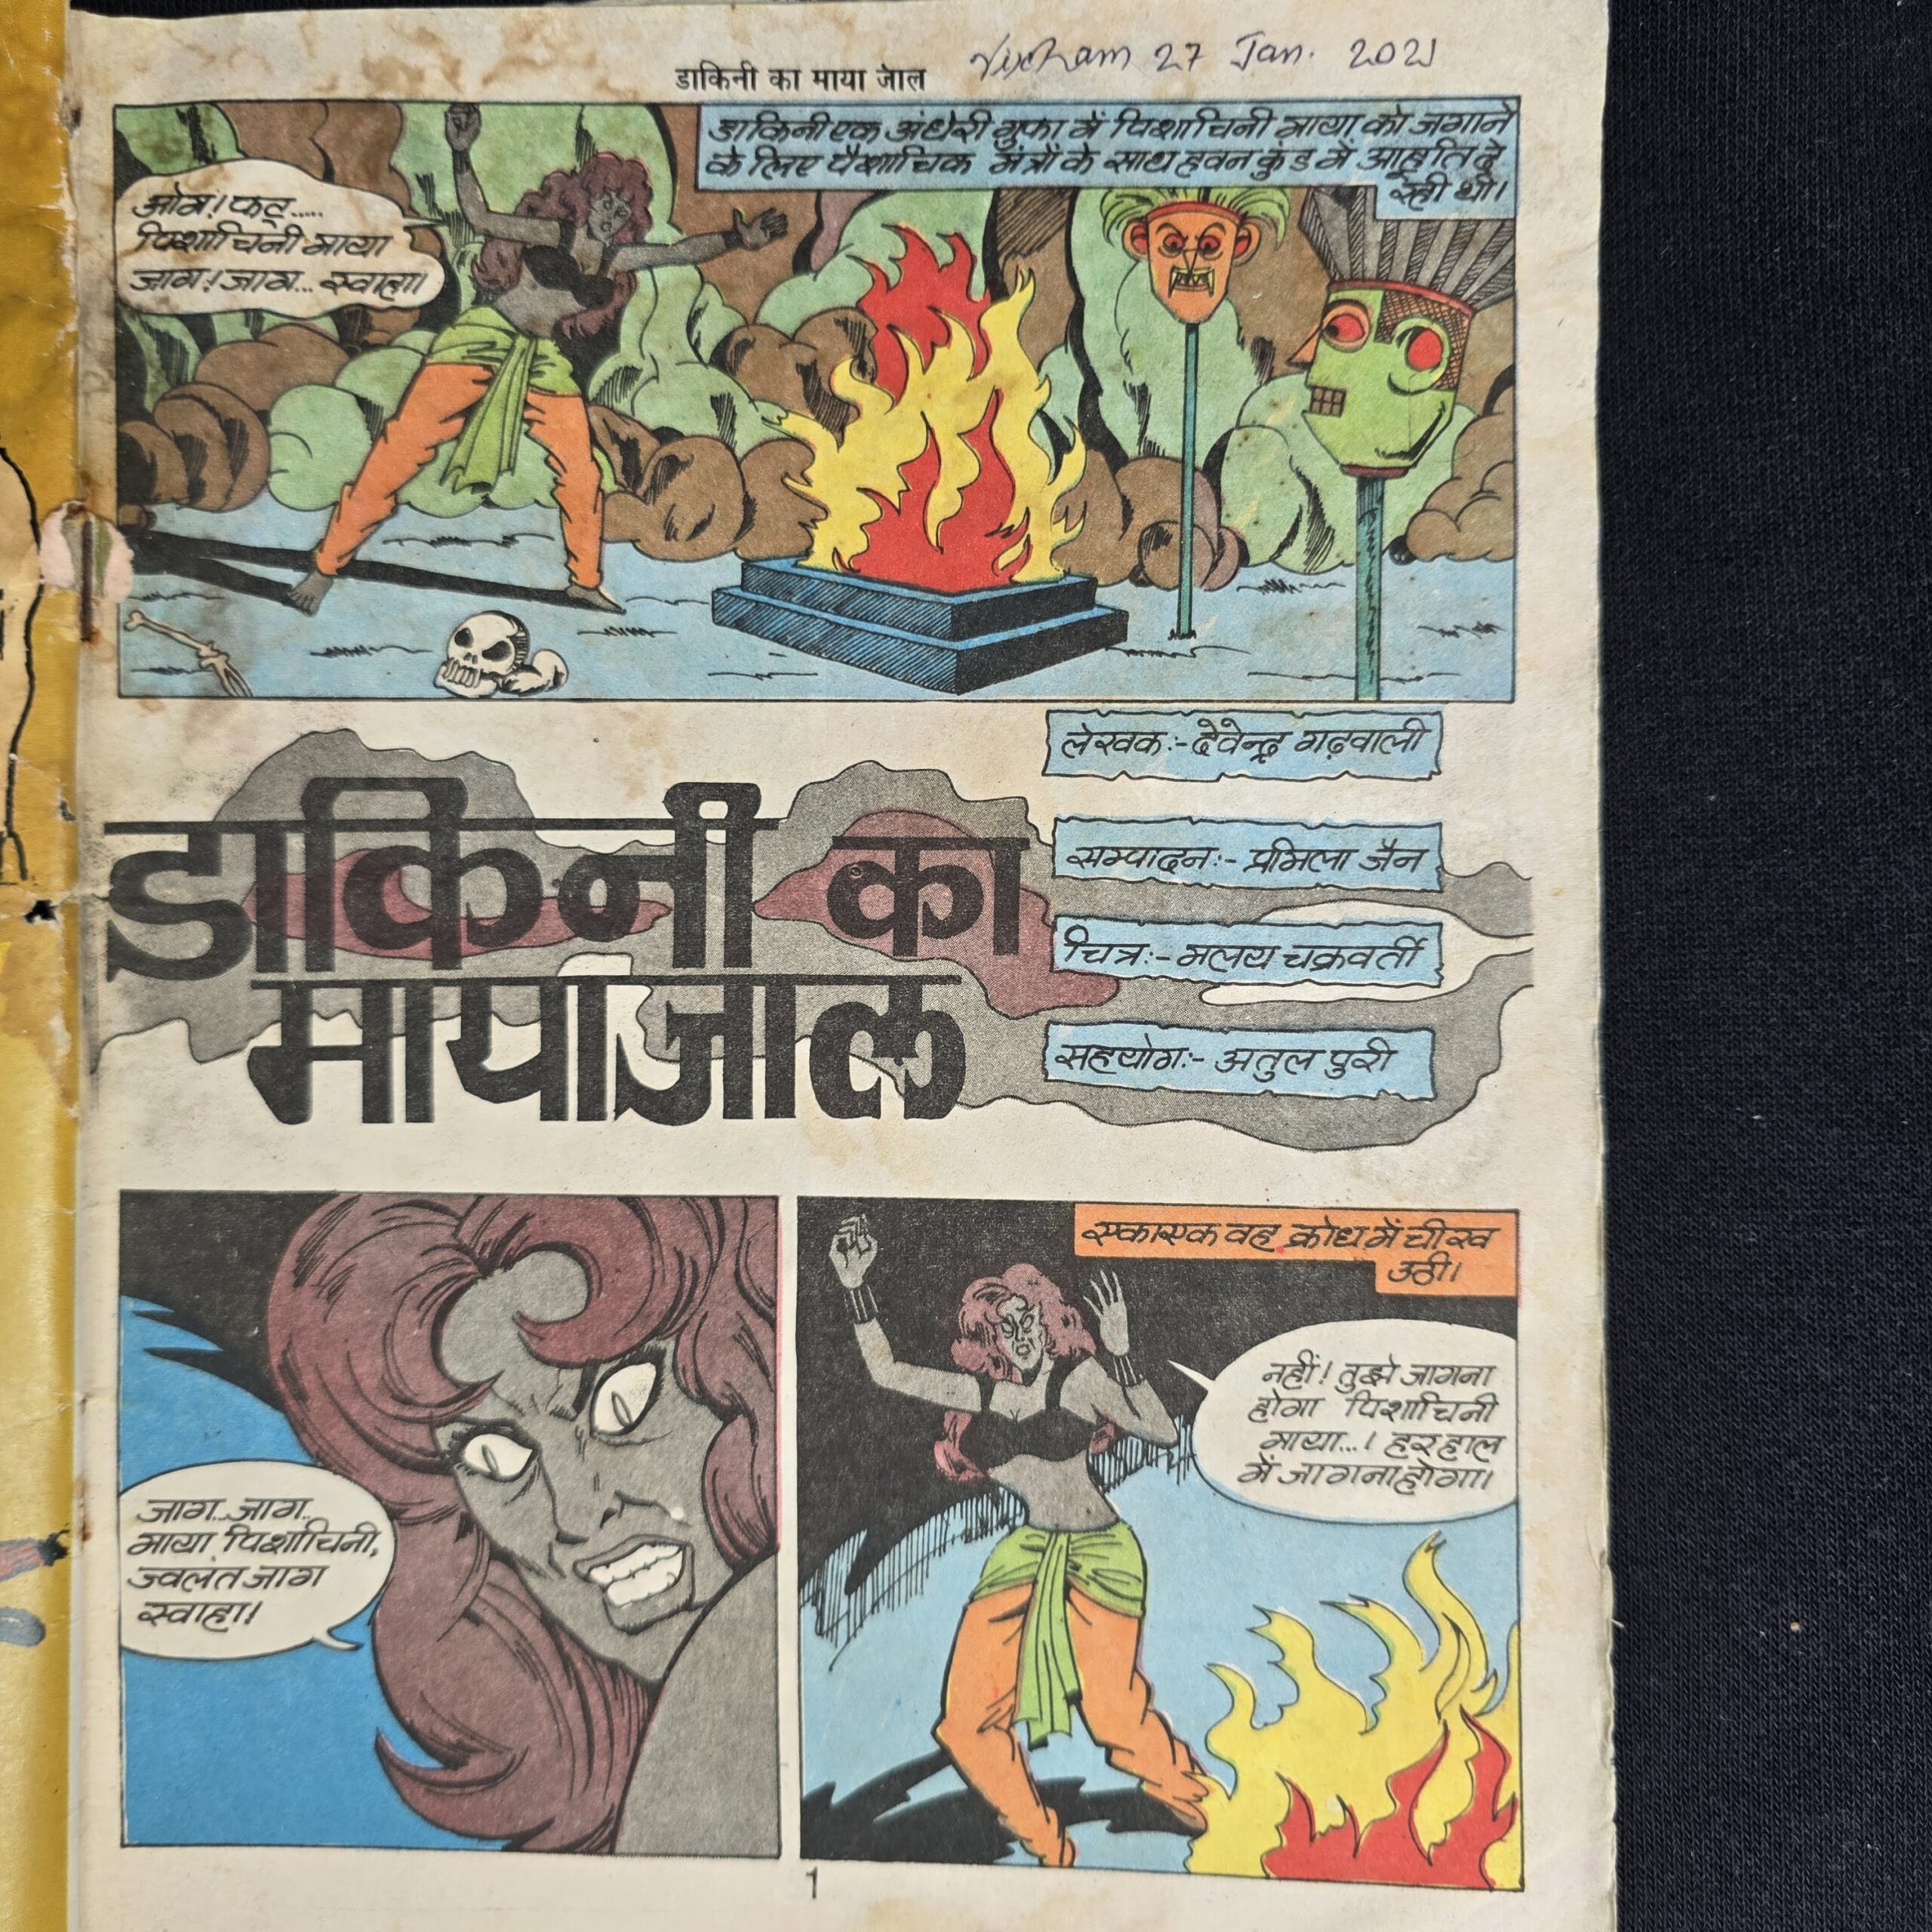 डाकिनी का माया जाल
27 Jan. 2021
डाकिनी एक अंधेरी गुफा में पिशाचिनी माया को जगाने
के लिए पैशाचिक मंत्रों के साथ हवन कुंड में आहूति दे
रही थी।
ओम! फट्.....
पिशाचिनी माया
जाग! जाग... स्वाहा।
लेखक:- देवेन्द्र गढ़वाली
डाकिनी का
मायाजाल
सम्पादन:- प्रमिला जैन
चित्र:- मलय चक्रवर्ती
सहयोग:- अतुल पुरी
जाग...जाग..
माया पिशाचिनी,
ज्वलंत जाग
स्वाहा!
एकाएक वह क्रोध में चीख
उठी।
नहीं! तुझे जागना
होगा पिशाचिनी
माया...! हर हाल
में जागना होगा।
1